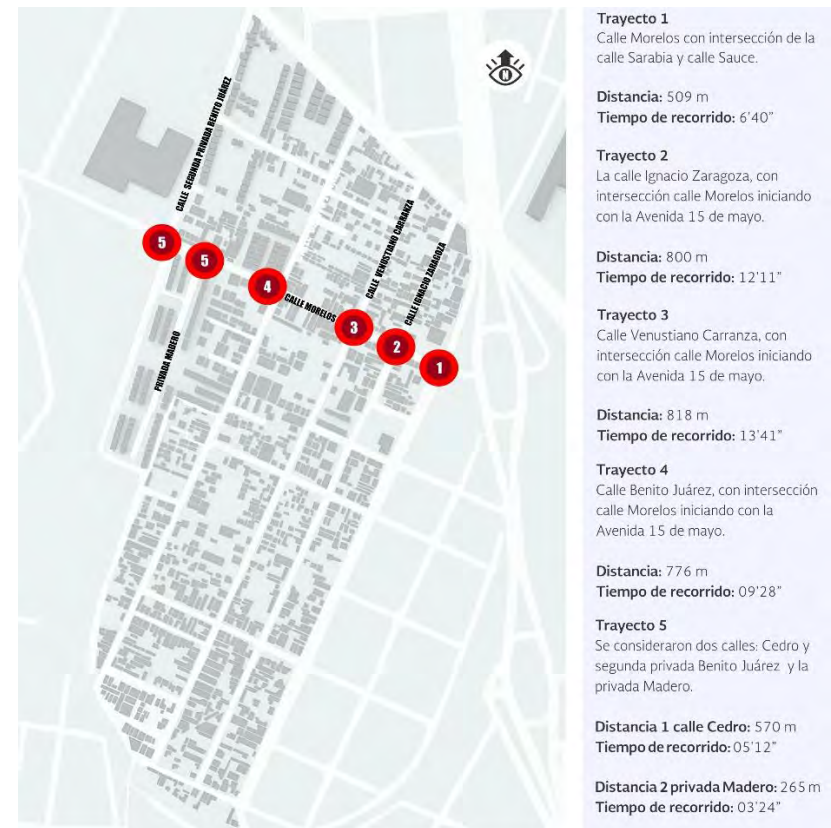 CALLE SEGUNDA PRIVADA BENITO JUÁREZ
CALLE VENUSTIANO CARRANZA
CALLE IGNACIO ZARAGOZA
CALLE MORELOS
PRIVADA MADERO
N
5
5
4
3
2
1
Trayecto 1
Calle Morelos con intersección de la
calle Sarabia y calle Sauce.
Distancia: 509 m
Tiempo de recorrido: 6'40"
Trayecto 2
La calle Ignacio Zaragoza, con
intersección calle Morelos iniciando
con la Avenida 15 de mayo.
Distancia: 800 m
Tiempo de recorrido: 12'11"
Trayecto 3
Calle Venustiano Carranza, con
intersección calle Morelos iniciando
con la Avenida 15 de mayo.
Distancia: 818 m
Tiempo de recorrido: 13'41"
Trayecto 4
Calle Benito Juárez, con intersección
calle Morelos iniciando con la
Avenida 15 de mayo.
Distancia: 776 m
Tiempo de recorrido: 09'28"
Trayecto 5
Se consideraron dos calles: Cedro y
segunda privada Benito Juárez y la
privada Madero.
Distancia 1 calle Cedro: 570 m
Tiempo de recorrido: 05'12"
Distancia 2 privada Madero: 265 m
Tiempo de recorrido: 03'24"